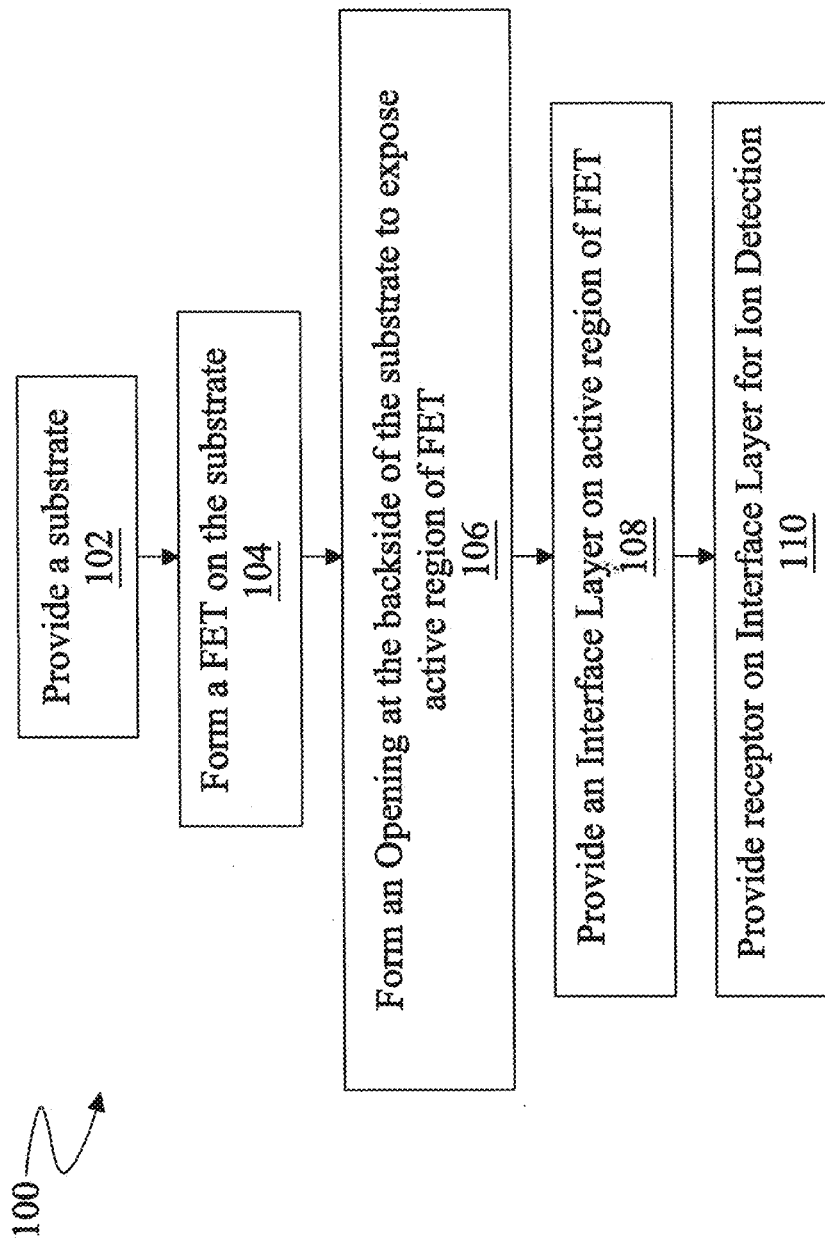 100
Provide a substrate
102
Form a FET on the substrate
104
Form an Opening at the backside of the substrate to expose
active region of FET
106
Provide an Interface Layer on active region of FET
108
Provide receptor on Interface Layer for Ion Detection
110